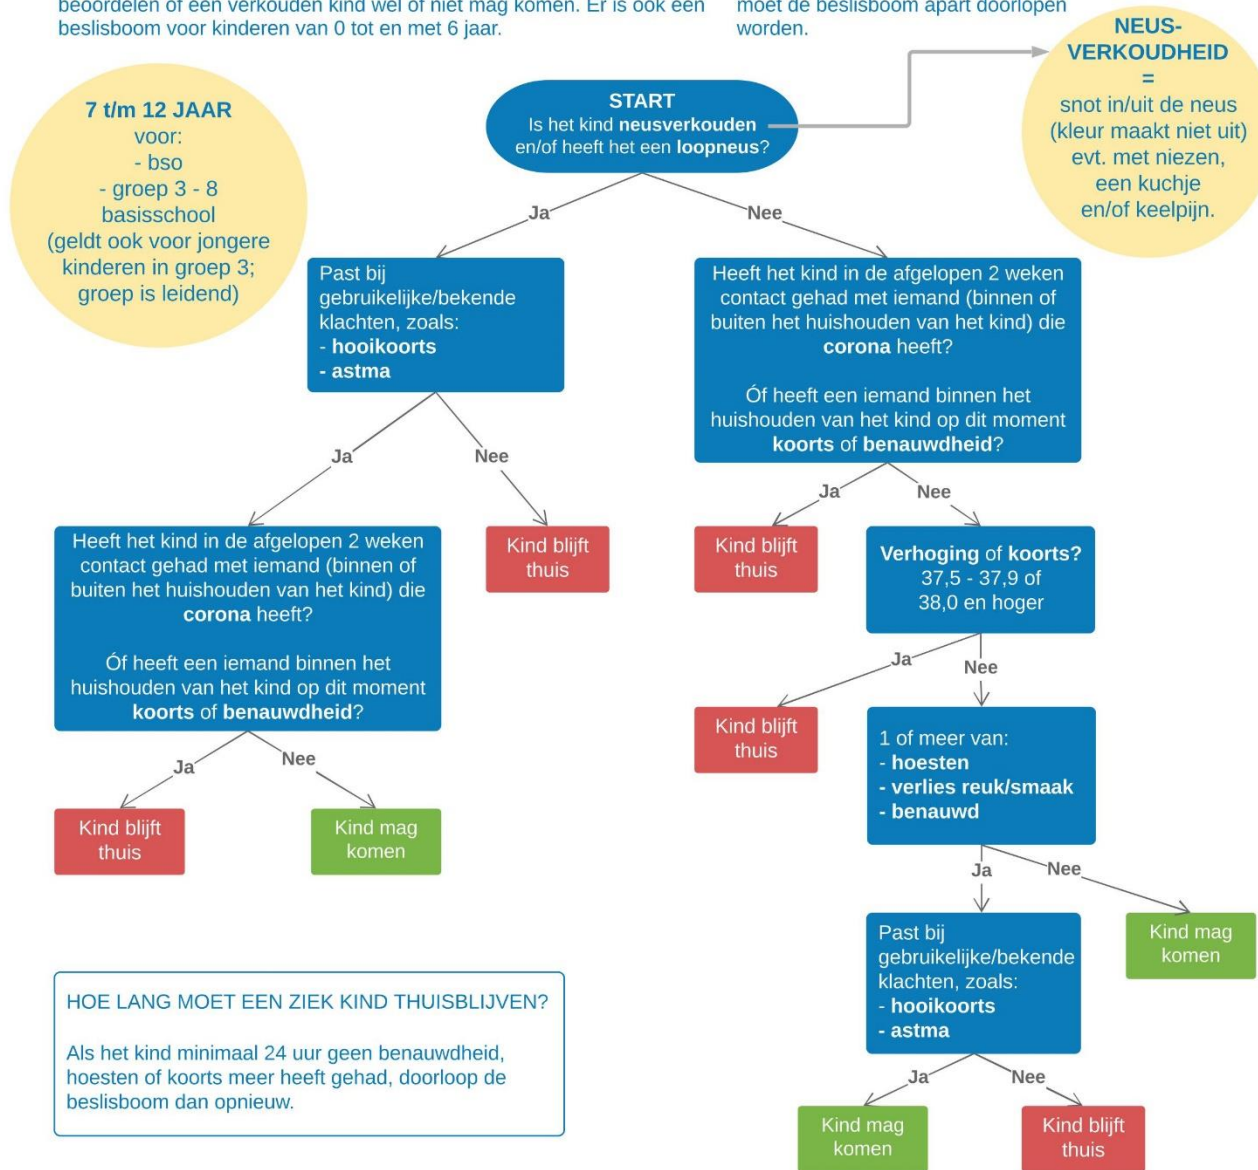 beoordelen of een verkouden kind wel of niet mag komen. Er is ook een
beslisboom voor kinderen van 0 tot en met 6 jaar.
moet de beslisboom apart doorlopen
worden.
NEUS-
VERKOUDHEID
=
snot in/uit de neus
(kleur maakt niet uit)
evt. met niezen,
een kuchje
en/of keelpijn.
7 t/m 12 JAAR
voor:
- bso
- groep 3 - 8
basisschool
(geldt ook voor jongere
kinderen in groep 3;
groep is leidend)
START
Is het kind neusverkouden
en/of heeft het een loopneus?
Ja
Nee
Past bij
gebruikelijke/bekende
klachten, zoals:
- hooikoorts
- astma
Heeft het kind in de afgelopen 2 weken
contact gehad met iemand (binnen of
buiten het huishouden van het kind) die
corona heeft?
Óf heeft een iemand binnen het
huishouden van het kind op dit moment
koorts of benauwdheid?
Ja
Nee
Ja
Nee
Heeft het kind in de afgelopen 2 weken
contact gehad met iemand (binnen of
buiten het huishouden van het kind) die
corona heeft?
Óf heeft een iemand binnen het
huishouden van het kind op dit moment
koorts of benauwdheid?
Kind blijft
thuis
Kind blijft
thuis
Verhoging of koorts?
37,5 - 37,9 of
38,0 en hoger
Ja
Nee
Ja
Nee
Kind blijft
thuis
Kind mag
komen
Kind blijft
thuis
1 of meer van:
- hoesten
- verlies reuk/smaak
- benauwd
Ja
Nee
Past bij
gebruikelijke/bekende
klachten, zoals:
- hooikoorts
- astma
Kind mag
komen
Ja
Nee
Kind mag
komen
Kind blijft
thuis
HOE LANG MOET EEN ZIEK KIND THUISBLIJVEN?
Als het kind minimaal 24 uur geen benauwdheid,
hoesten of koorts meer heeft gehad, doorloop de
beslisboom dan opnieuw.